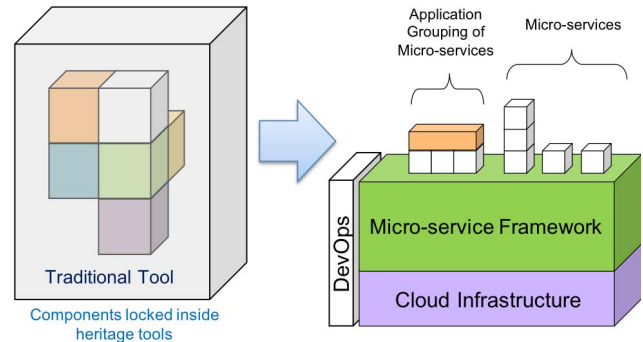 Application
Grouping of
Micro-services
Micro-services
Traditional Tool
Components locked inside
heritage tools
DevOps
Micro-service Framework
Cloud Infrastructure